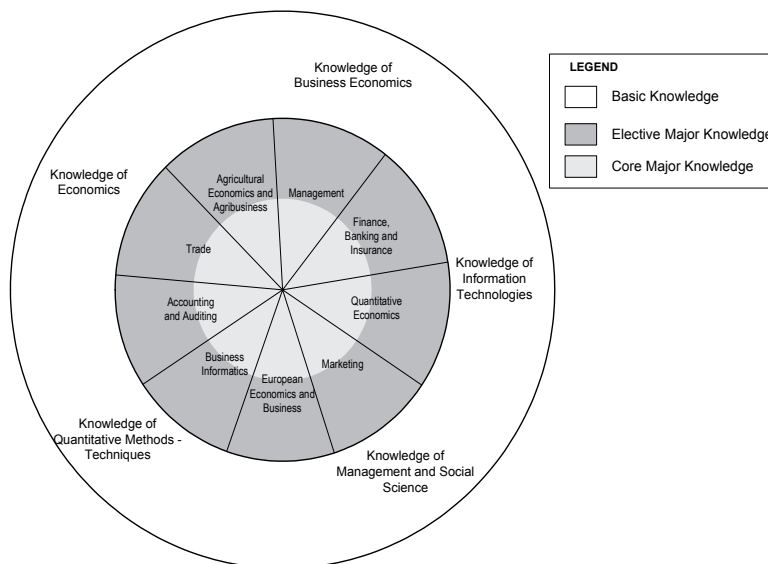 Knowledge of
Business Economics
LEGEND
Basic Knowledge
Elective Major Knowledge
Core Major Knowledge
Knowledge of
Economics
Agricultural
Economics and
Agribusiness
Management
Finance,
Banking and
Insurance
Trade
Knowledge of
Information
Technologies
Accounting
and Auditing
Quantitative
Economics
Business
Informatics
Marketing
European
Economics and
Business
Knowledge of
Quantitative Methods -
Techniques
Knowledge of
Management and Social
Science